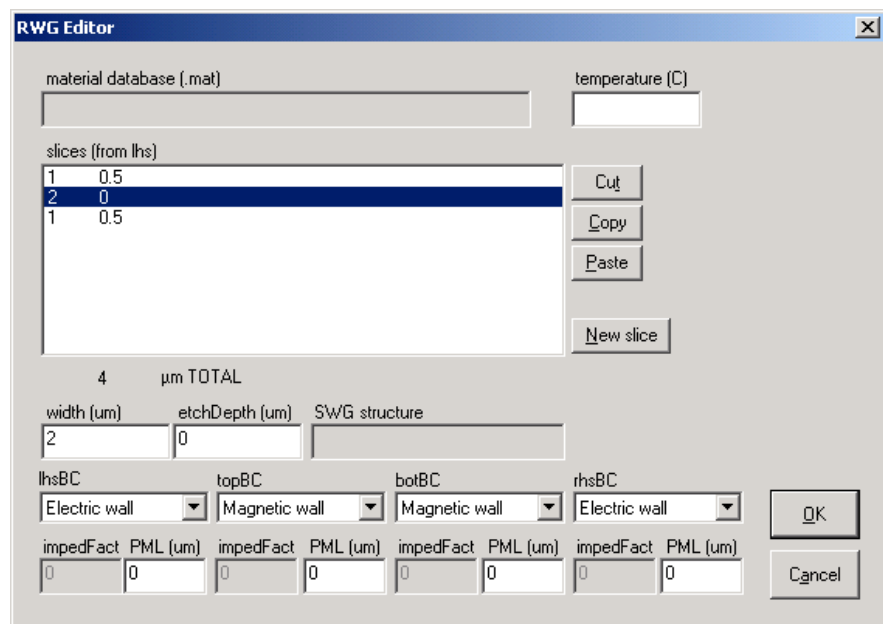 RWG Editor
material database (.mat)
temperature (C)
slices (from lhs)
1 0.5
2 0
1 0.5
Cut
Copy
Paste
New slice
4 µm TOTAL
width (um) etchDepth (um) SWG structure
2 0
lhsBC topBC botBC rhsBC
Electric wall Magnetic wall Magnetic wall Electric wall
OK
impedFact PML (um) impedFact PML (um) impedFact PML (um) impedFact PML (um)
0 0 0 0 0 0 0 0
Cancel